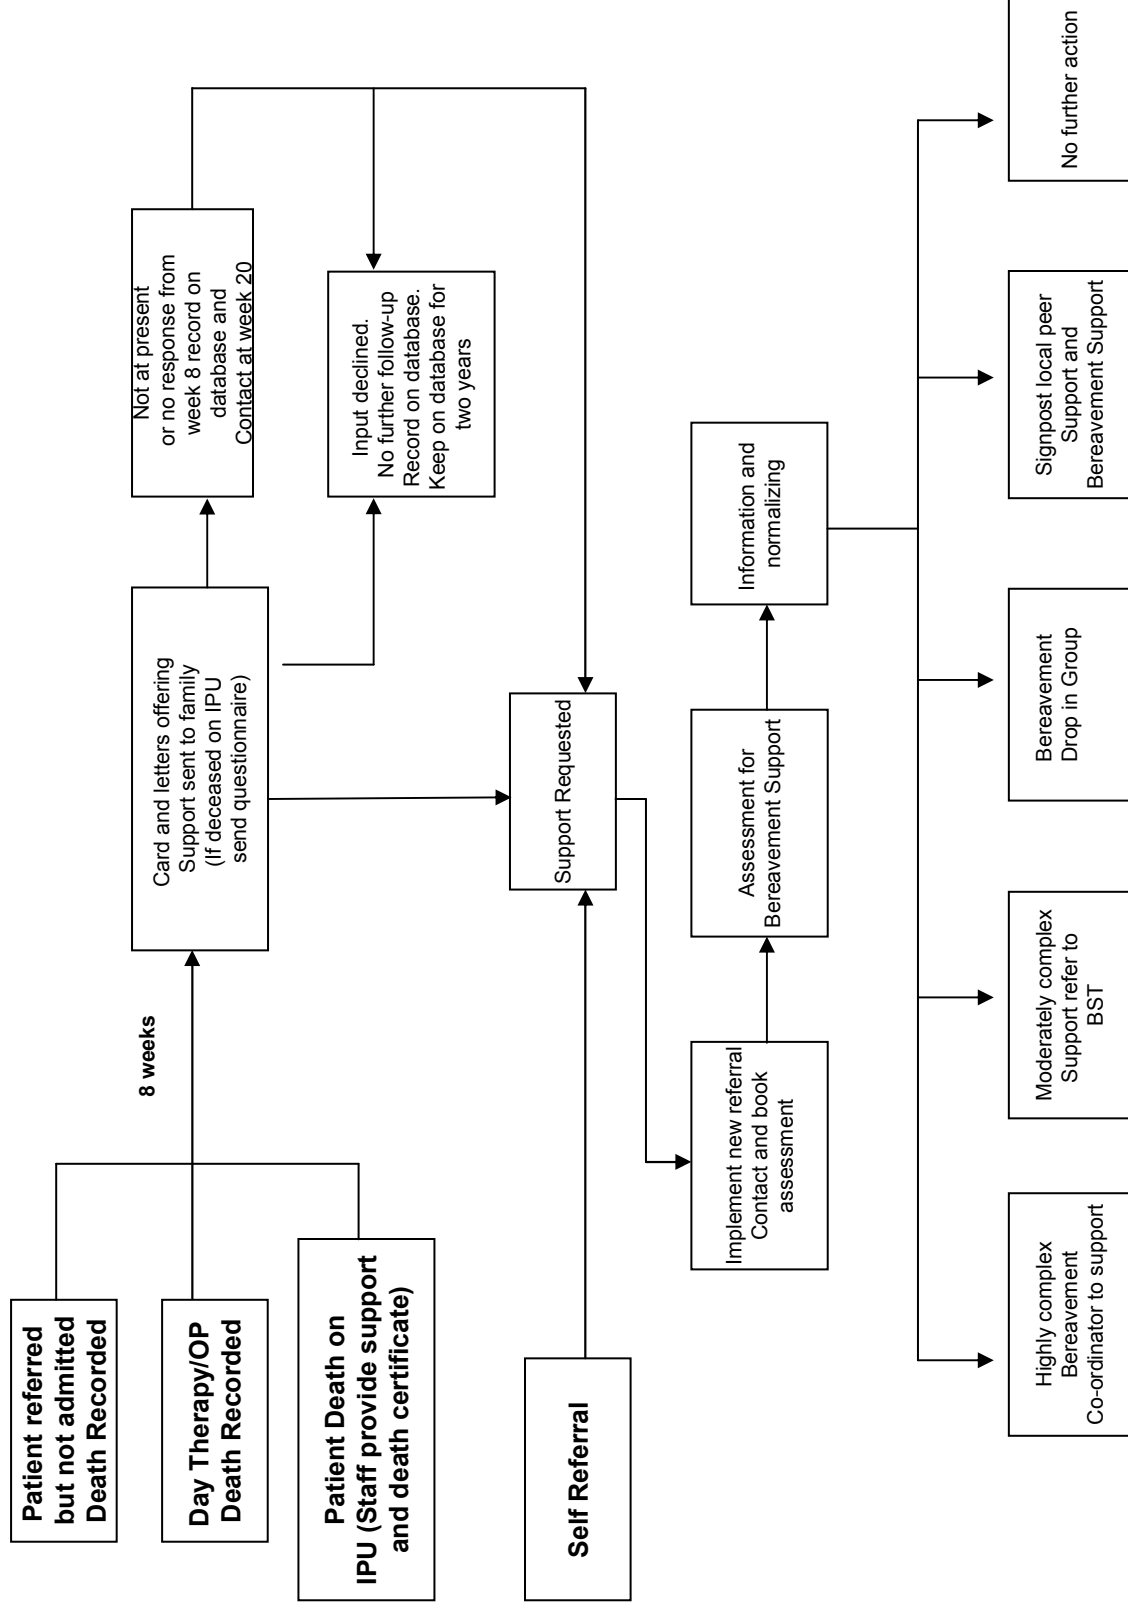 Patient referred
but not admitted
Death Recorded
Day Therapy/OP
Death Recorded
Patient Death on
IPU (Staff provide support
and death certificate)
Self Referral
8 weeks
Card and letters offering
Support sent to family
(If deceased on IPU
send questionnaire)
Not at present
or no response from
week 8 record on
database and
Contact at week 20
Input declined.
No further follow-up
Record on database.
Keep on database for
two years
Support Requested
Implement new referral
Contact and book
assessment
Assessment for
Bereavement Support
Information and
normalizing
Highly complex
Bereavement
Co-ordinator to support
Moderately complex
Support refer to
BST
Bereavement
Drop in Group
Signpost local peer
Support and
Bereavement Support
No further action